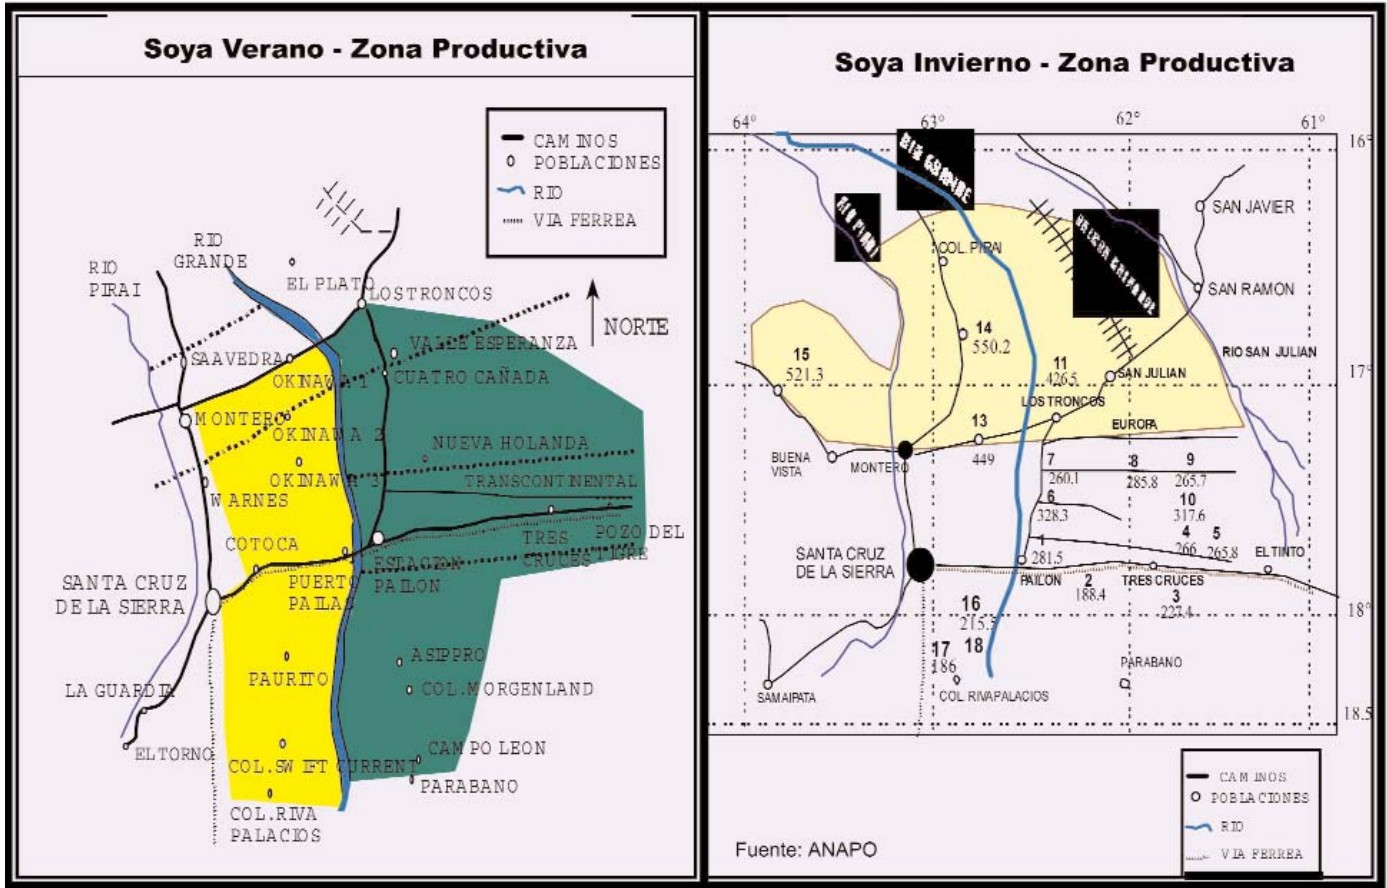 Soya Verano - Zona Productiva
CAMINOS
POBLACIONES
RIO
VIA FERREA
RIO
GRANDE
RIO
PIRAI
EL PLATO
LOS TRONCOS
NORTE
SAAVEDRA
VALLE ESPERANZA
OKINAWA 1
CUATRO CAÑADA
MONTERO
OKINAWA 2
NUEVA HOLANDA
OKINAWA 3
TRANSCONTINENTAL
WARNES
COTOCA
TRES
CRUCES
POZO DEL
TIGRE
ESTACION
PAILON
PUERTO
PAILAS
SANTA CRUZ
DE LA SIERRA
ASIPPRO
PAURITO
LA GUARDIA
COL. MORGENLAND
EL TORNO
CAMPO LEON
COL. SWIFT CURRENT
PARABANO
COL. RIVA
PALACIOS
Soya Invierno - Zona Productiva
64°
63°
62°
61°
16°
RIO GRANDE
RIO PIRAI
SAN JAVIER
COL. PIRAI
SAN RAMON
14
550.2
15
521.3
11
426.5
RIO SAN JULIAN
SAN JULIAN
17°
LOS TRONCOS
13
449
EUROPA
BUENA
VISTA
MONTERO
7
260.1
8
285.8
9
265.7
6
328.3
10
317.6
4
266
5
265.8
1
281.5
SANTA CRUZ
DE LA SIERRA
EL TINTO
PAILON
2
188.4
TRES CRUCES
3
227.4
16
215.5
18°
17
186
18
PARABANO
SAMAIPATA
COL. RIVAPALACIOS
18.5
CAMINOS
POBLACIONES
RIO
VIA FERREA
Fuente: ANAPO